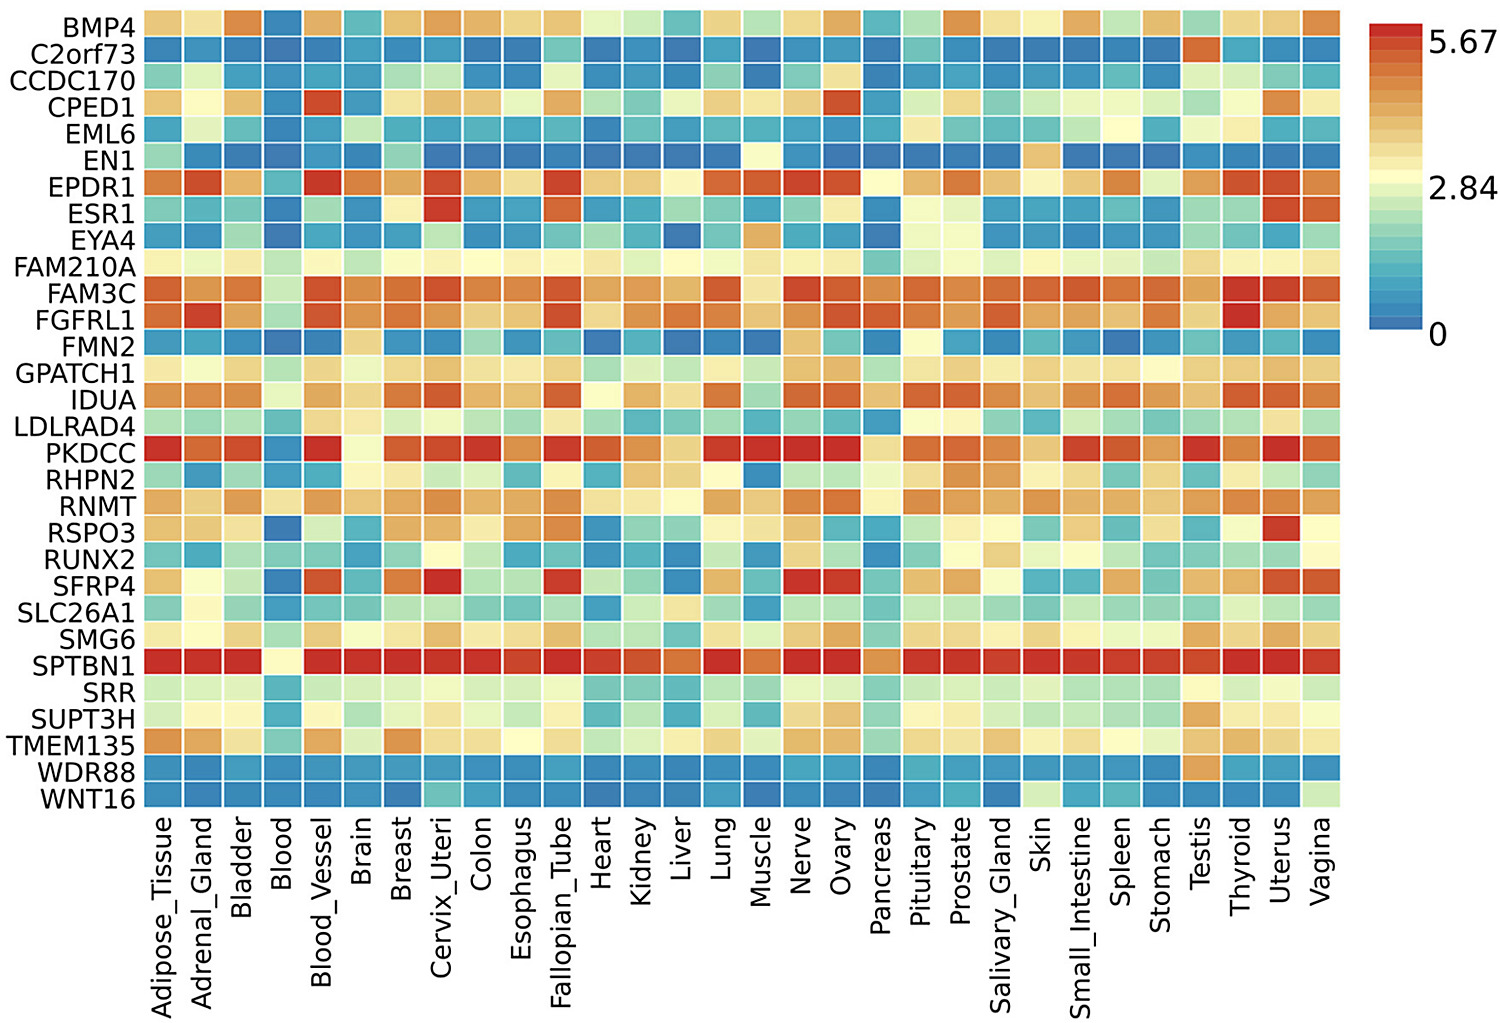 BMP4
C2orf73
CCDC170
CPED1
EML6
EN1
EPDR1
ESR1
EYA4
FAM210A
FAM3C
FGFRL1
FMN2
GPATCH1
IDUA
LDLRAD4
PKDCC
RHPN2
RNMT
RSPO3
RUNX2
SFRP4
SLC26A1
SMG6
SPTBN1
SRR
SUPT3H
TMEM135
WDR88
WNT16
Adipose_Tissue
Adrenal_Gland
Bladder
Blood
Blood_Vessel
Brain
Breast
Cervix_Uteri
Colon
Esophagus
Fallopian_Tube
Heart
Kidney
Liver
Lung
Muscle
Nerve
Ovary
Pancreas
Pituitary
Prostate
Salivary_Gland
Skin
Small_Intestine
Spleen
Stomach
Testis
Thyroid
Uterus
Vagina
5.67
2.84
0